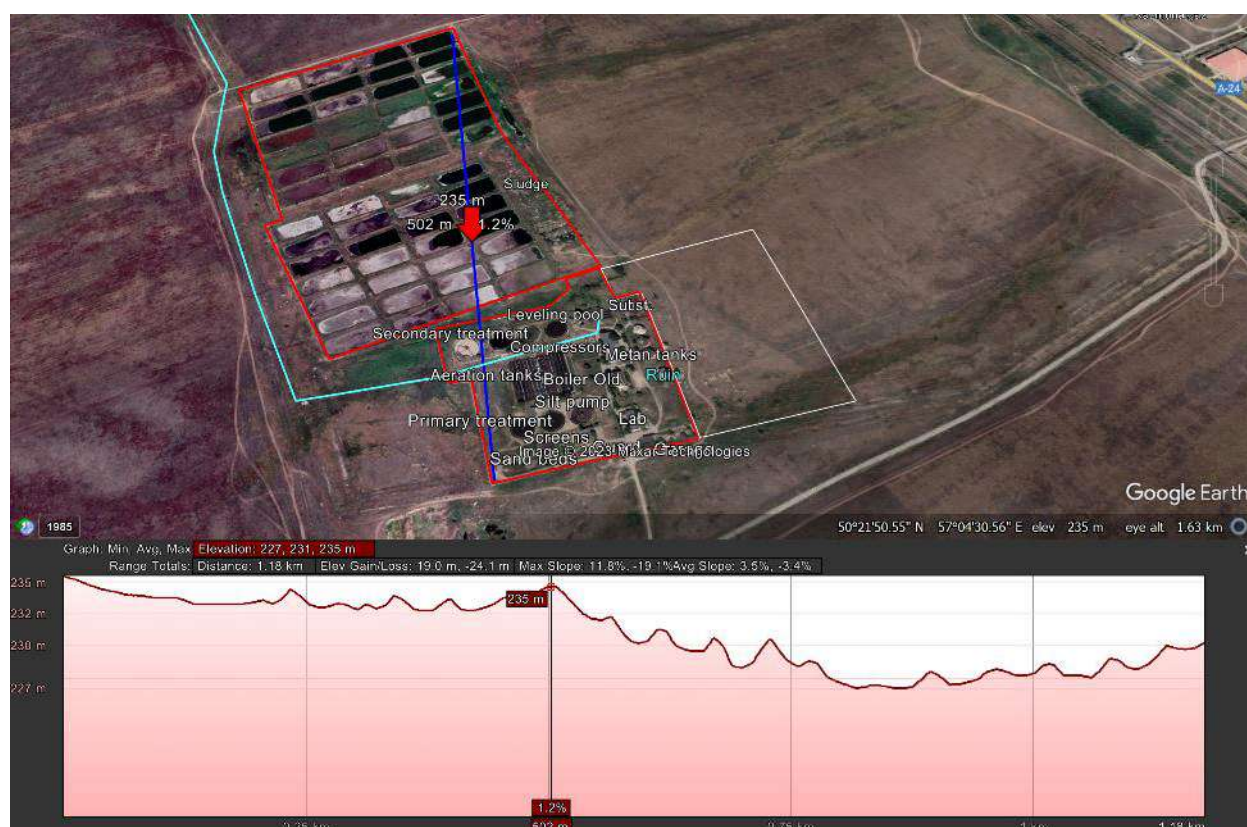 A-24
Sludge
235 m
502 m 1.2%
Subst.
Leveling pool
Secondary treatment
Compressors
Metan tanks
Aeration tanks
Boiler Old
Ruin
Silt pump
Primary treatment
Lab
Screens
Image © 2023 Maxar Technologies
Sand beds
Google Earth
1985
50°21'50.55" N 57°04'30.56" E elev 235 m eye alt 1.63 km
Graph: Min, Avg, Max Elevation: 227, 231, 235 m
Range Totals: Distance: 1.18 km Elev Gain/Loss: 19.0 m, -24.1 m Max Slope: 11.8%, -19.1% Avg Slope: 3.5%, -3.4%
235 m
235 m
232 m
230 m
227 m
1.2%
502 m
1.18 km